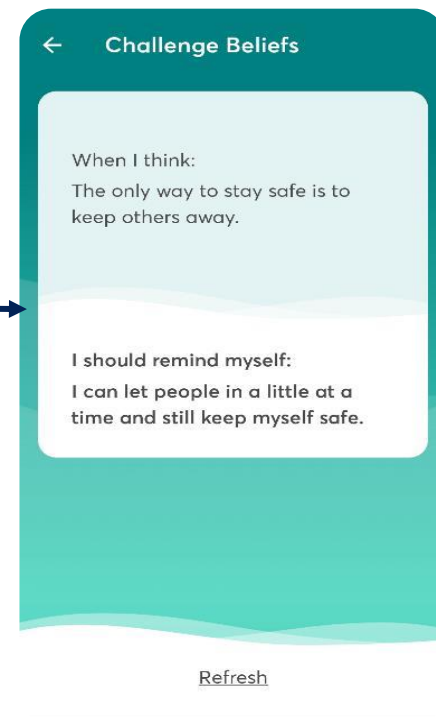 Challenge Beliefs
When I think:
The only way to stay safe is to
keep others away.
I should remind myself:
I can let people in a little at a
time and still keep myself safe.
Refresh